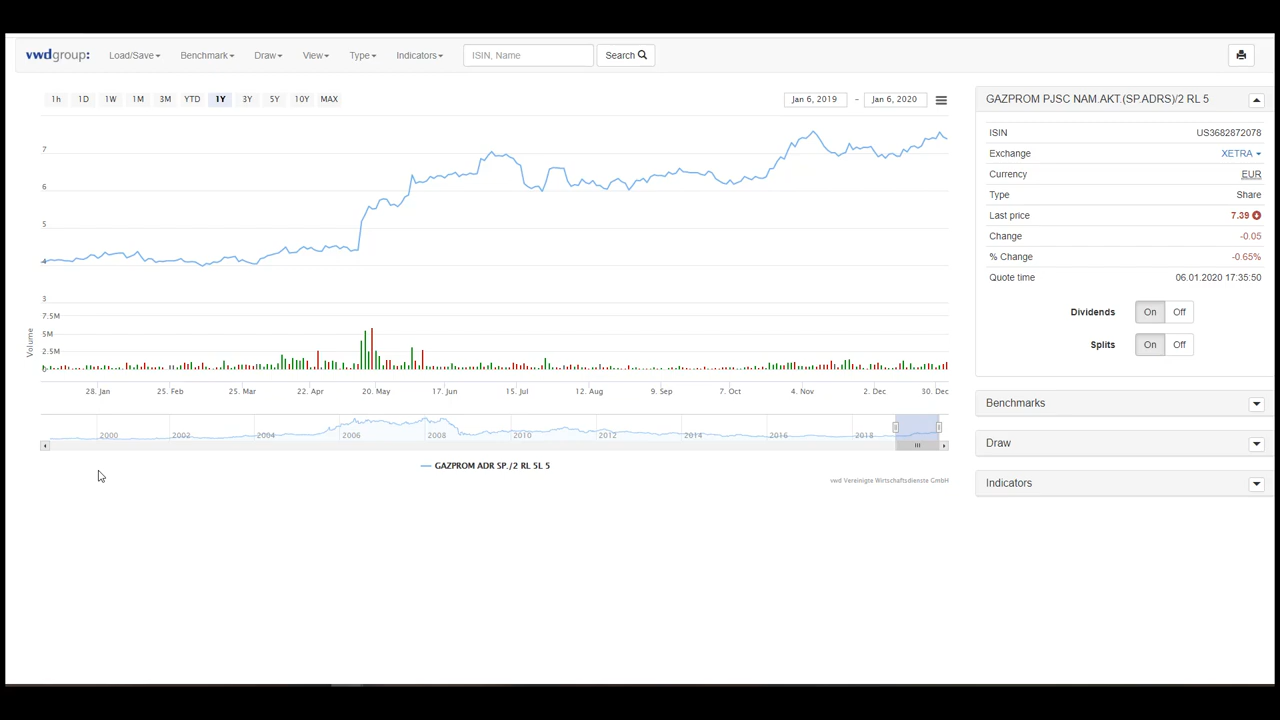 vwdgroup: Load/Save Benchmark Draw View Type Indicators ISIN, Name Search
1h 1D 1W 1M 3M YTD 1Y 3Y 5Y 10Y MAX Jan 6, 2019 – Jan 6, 2020
7
6
5
4
3
7.5M
5M
2.5M
0
Volume
28. Jan 25. Feb 25. Mar 22. Apr 20. May 17. Jun 15. Jul 12. Aug 9. Sep 7. Oct 4. Nov 2. Dec 30. Dec
2000 2002 2004 2006 2008 2010 2012 2014 2016 2018
GAZPROM ADR SP./2 RL 5L 5
vwd Vereinigte Wirtschaftsdienste GmbH
GAZPROM PJSC NAM.AKT.(SP.ADRS)/2 RL 5
ISIN US3682872078
Exchange XETRA
Currency EUR
Type Share
Last price 7.39
Change -0.05
% Change -0.65%
Quote time 06.01.2020 17:35:50
Dividends On Off
Splits On Off
Benchmarks
Draw
Indicators